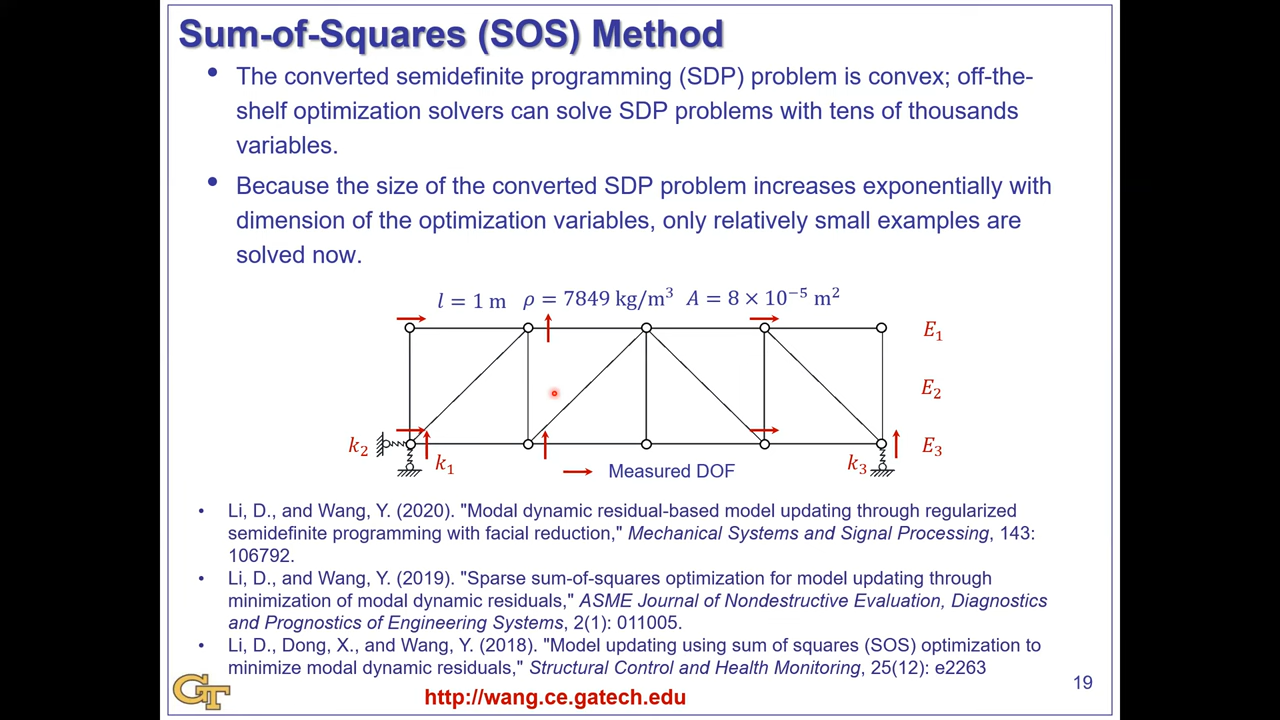 Sum-of-Squares (SOS) Method
• The converted semidefinite programming (SDP) problem is convex; off-the-
shelf optimization solvers can solve SDP problems with tens of thousands
variables.
• Because the size of the converted SDP problem increases exponentially with
dimension of the optimization variables, only relatively small examples are
solved now.
l = 1 m ρ = 7849 kg/m³ A = 8 × 10⁻⁵ m²
E₁
E₂
k₂ k₁ k₃ E₃
Measured DOF
• Li, D., and Wang, Y. (2020). "Modal dynamic residual-based model updating through regularized
semidefinite programming with facial reduction," Mechanical Systems and Signal Processing, 143:
106792.
• Li, D., and Wang, Y. (2019). "Sparse sum-of-squares optimization for model updating through
minimization of modal dynamic residuals," ASME Journal of Nondestructive Evaluation, Diagnostics
and Prognostics of Engineering Systems, 2(1): 011005.
• Li, D., Dong, X., and Wang, Y. (2018). "Model updating using sum of squares (SOS) optimization to
minimize modal dynamic residuals," Structural Control and Health Monitoring, 25(12): e2263
GT
http://wang.ce.gatech.edu
19